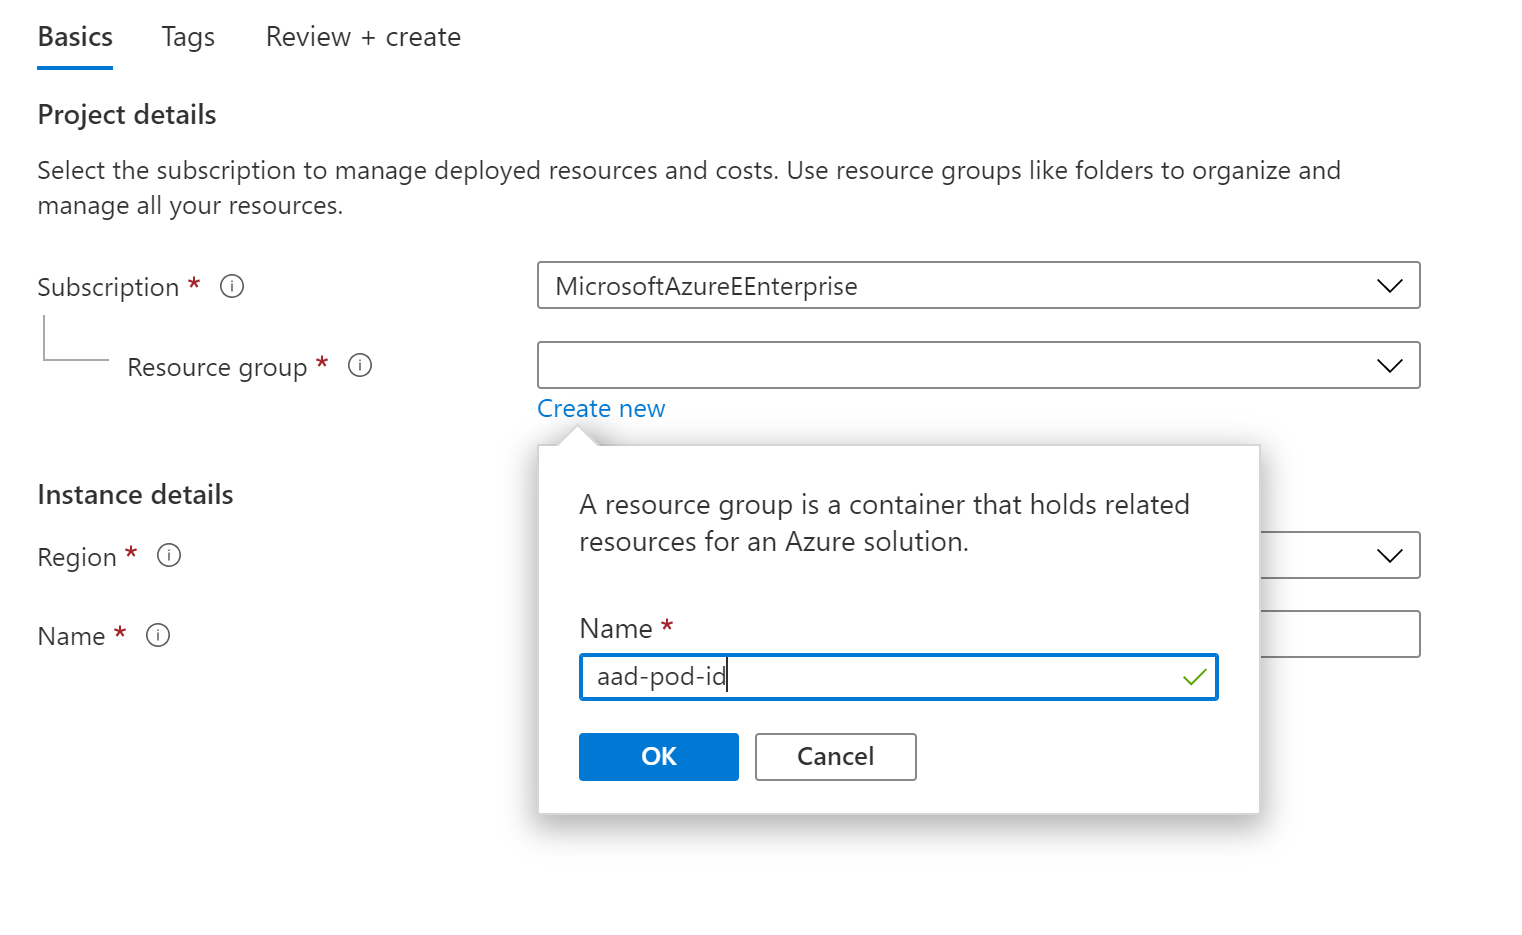 Basics Tags Review + create
Project details
Select the subscription to manage deployed resources and costs. Use resource groups like folders to organize and
manage all your resources.
Subscription * MicrosoftAzureEEnterprise
Resource group *
Create new
A resource group is a container that holds related
resources for an Azure solution.
Instance details
Region *
Name *
Name *
aad-pod-id
OK Cancel